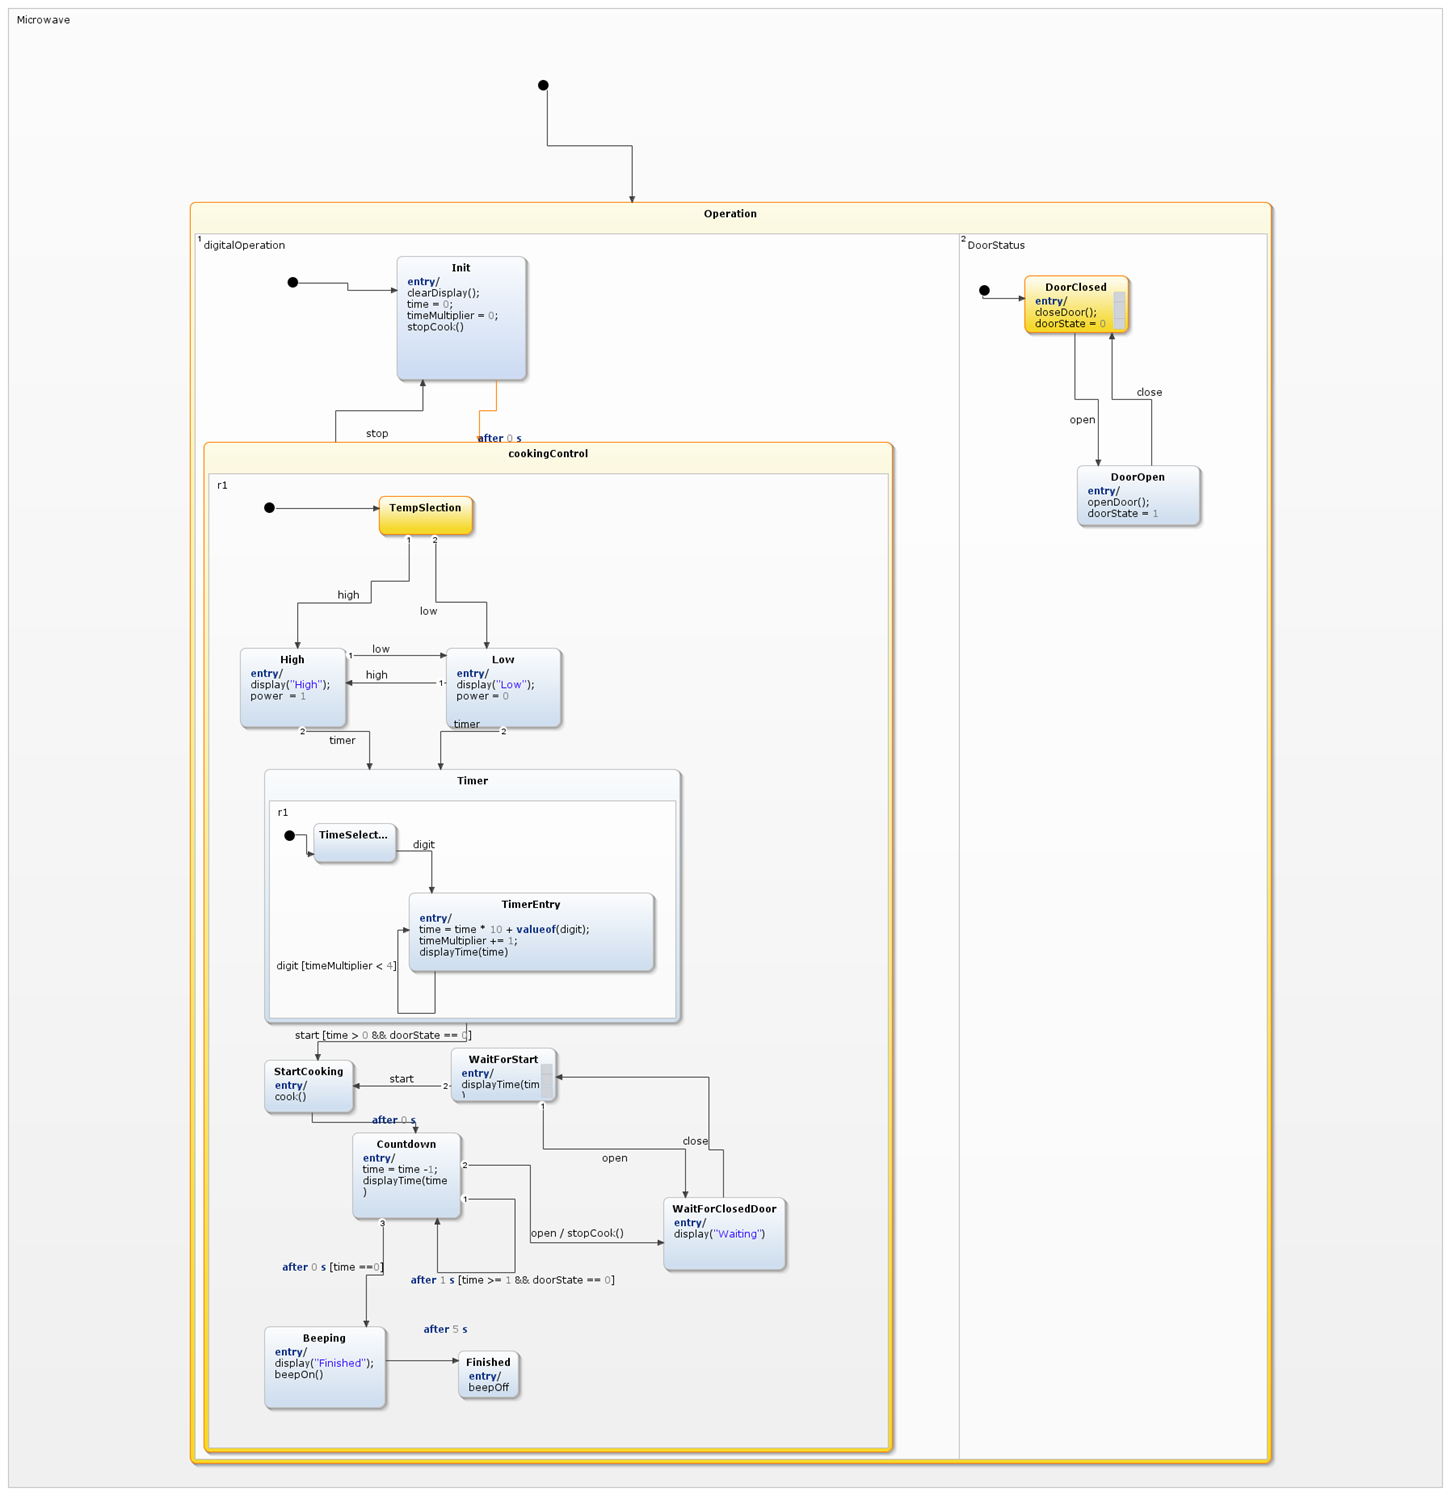 Microwave
Operation
1
digitalOperation
2
DoorStatus
Init
entry/
clearDisplay();
time = 0;
timeMultiplier = 0;
stopCook()
DoorClosed
entry/
closeDoor();
doorState = 0
open
close
DoorOpen
entry/
openDoor();
doorState = 1
stop
after 0 s
cookingControl
r1
TempSlection
1
2
high
low
High
entry/
display("High");
power = 1
1
low
high
1
Low
entry/
display("Low");
power = 0
2
timer
timer
2
Timer
r1
TimeSelect...
digit
TimerEntry
entry/
time = time * 10 + valueof(digit);
timeMultiplier += 1;
displayTime(time)
digit [timeMultiplier < 4]
start [time > 0 && doorState == 0]
StartCooking
entry/
cook()
start
2
WaitForStart
entry/
displayTime(tim
)
1
after 0 s
Countdown
entry/
time = time -1;
displayTime(time
)
2
1
3
open
close
WaitForClosedDoor
entry/
display("Waiting")
open / stopCook()
after 0 s [time ==0]
after 1 s [time >= 1 && doorState == 0]
after 5 s
Beeping
entry/
display("Finished");
beepOn()
Finished
entry/
beepOff